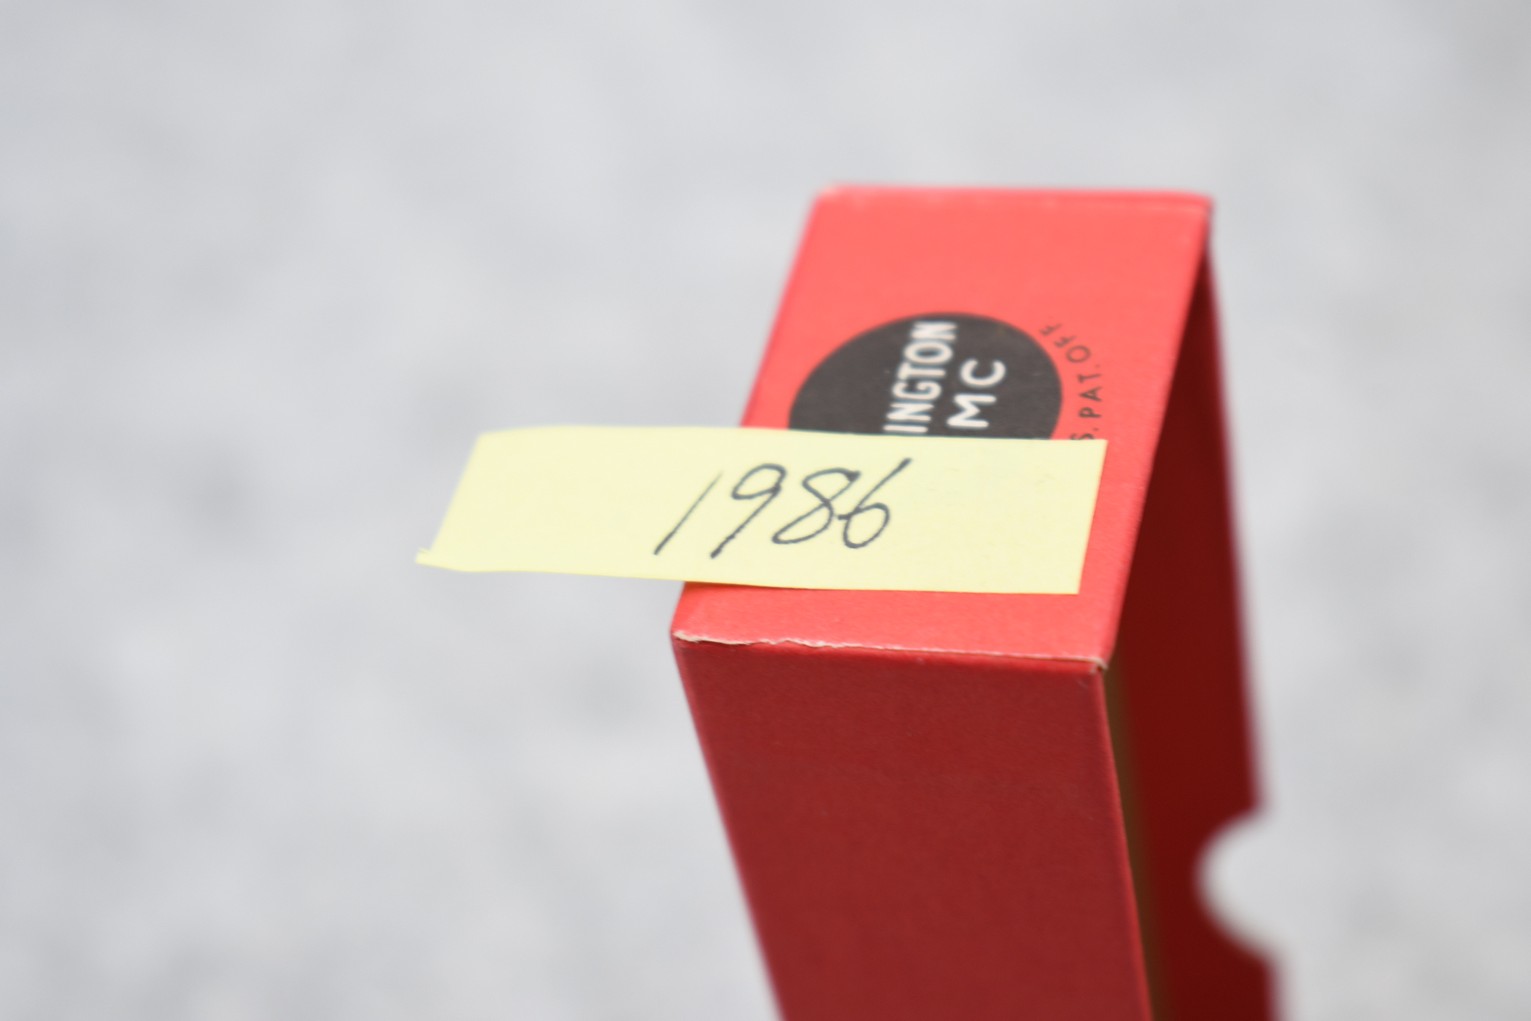 INGTON
MC
S. PAT. OFF.
1986